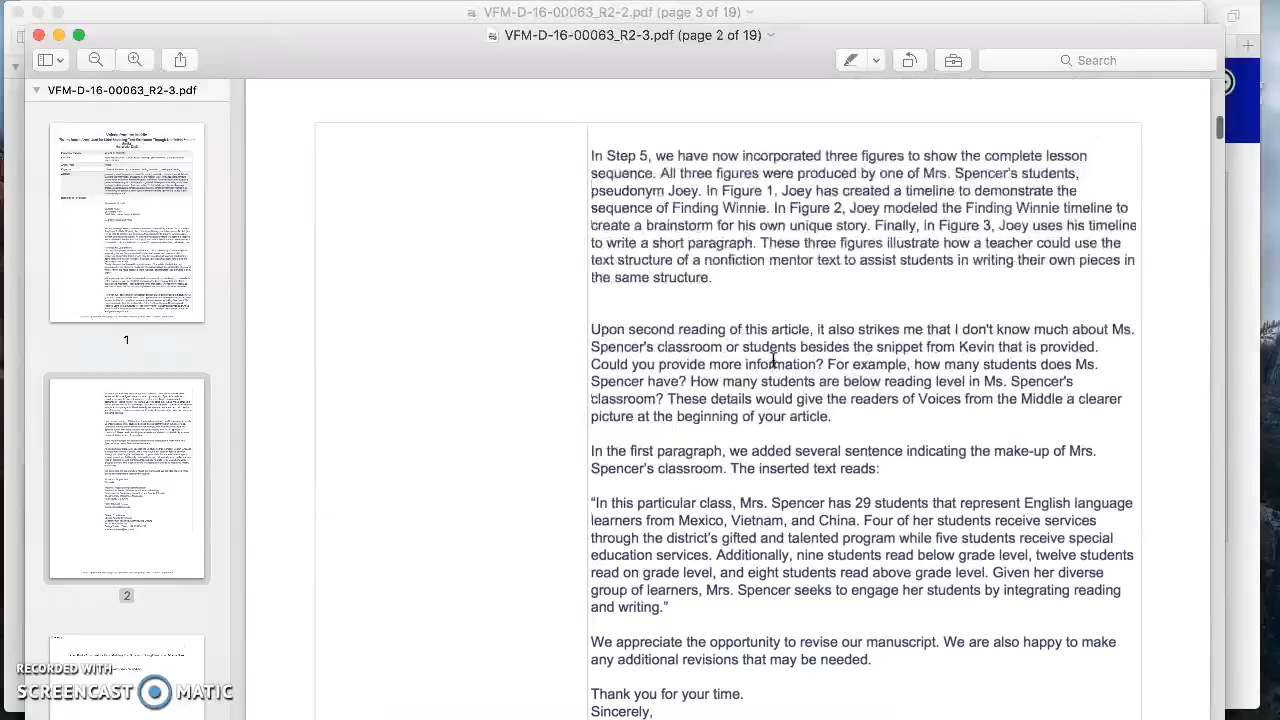 VFM-D-16-00063_R2-2.pdf (page 3 of 19)
VFM-D-16-00063_R2-3.pdf (page 2 of 19)
Search
VFM-D-16-00063_R2-3.pdf
1
2
In Step 5, we have now incorporated three figures to show the complete lesson
sequence. All three figures were produced by one of Mrs. Spencer's students,
pseudonym Joey. In Figure 1, Joey has created a timeline to demonstrate the
sequence of Finding Winnie. In Figure 2, Joey modeled the Finding Winnie timeline to
create a brainstorm for his own unique story. Finally, in Figure 3, Joey uses his timeline
to write a short paragraph. These three figures illustrate how a teacher could use the
text structure of a nonfiction mentor text to assist students in writing their own pieces in
the same structure.
Upon second reading of this article, it also strikes me that I don't know much about Ms.
Spencer's classroom or students besides the snippet from Kevin that is provided.
Could you provide more information? For example, how many students does Ms.
Spencer have? How many students are below reading level in Ms. Spencer's
classroom? These details would give the readers of Voices from the Middle a clearer
picture at the beginning of your article.
In the first paragraph, we added several sentence indicating the make-up of Mrs.
Spencer's classroom. The inserted text reads:
“In this particular class, Mrs. Spencer has 29 students that represent English language
learners from Mexico, Vietnam, and China. Four of her students receive services
through the district's gifted and talented program while five students receive special
education services. Additionally, nine students read below grade level, twelve students
read on grade level, and eight students read above grade level. Given her diverse
group of learners, Mrs. Spencer seeks to engage her students by integrating reading
and writing.”
We appreciate the opportunity to revise our manuscript. We are also happy to make
any additional revisions that may be needed.
Thank you for your time.
Sincerely,
RECORDED WITH
SCREENCAST MATIC